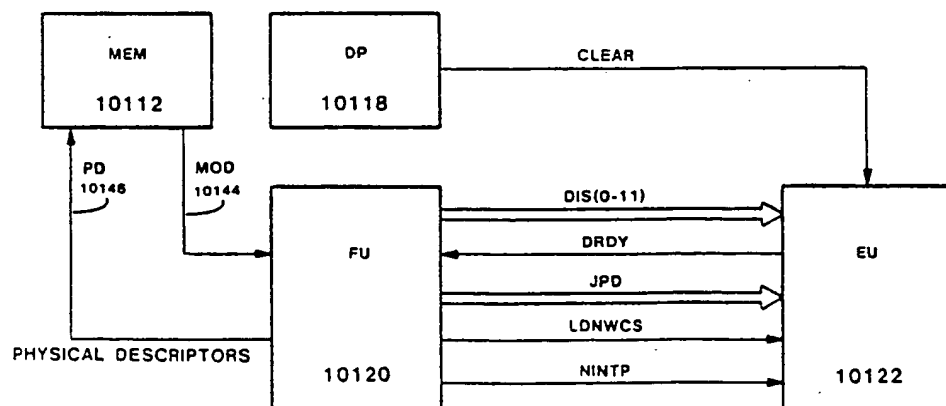 MEM
10112
DP
10118
CLEAR
PD
10146
MOD
10144
DIS(0-11)
DRDY
FU
EU
JPD
LDNWCS
PHYSICAL DESCRIPTORS
NINTP
10120
10122